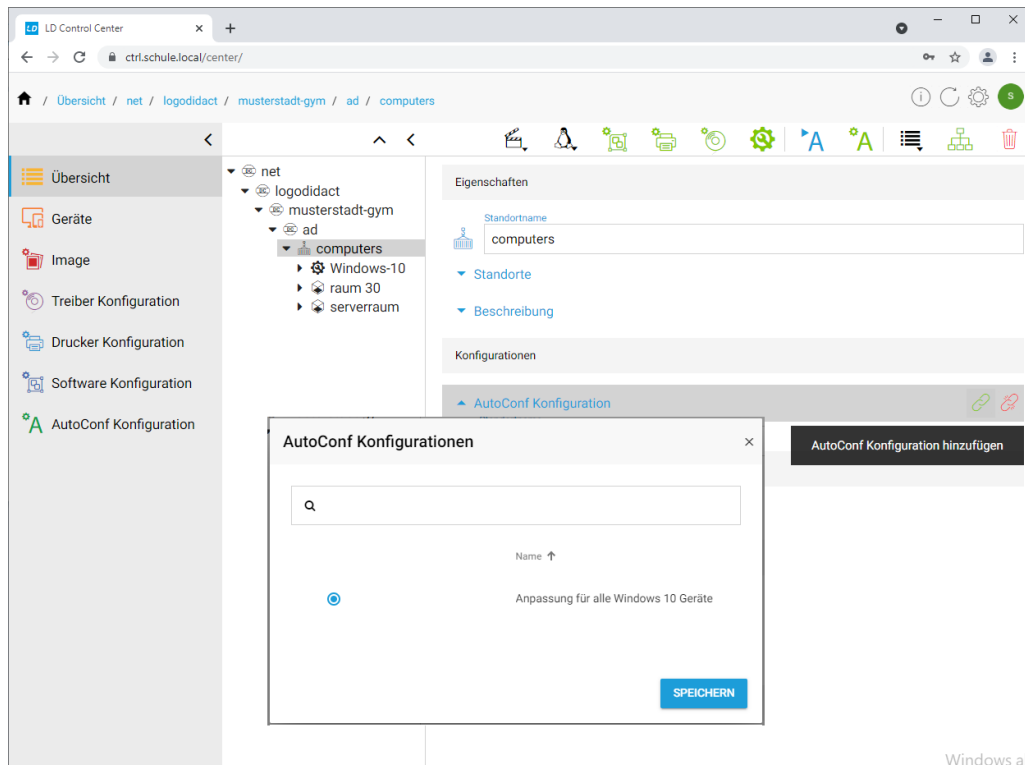 LD LD Control Center
ctrl.schule.local/center/
/ Übersicht / net / logodidact / musterstadt-gym / ad / computers
S
Übersicht
Geräte
Image
Treiber Konfiguration
Drucker Konfiguration
Software Konfiguration
AutoConf Konfiguration
net
logodidact
musterstadt-gym
ad
computers
Windows-10
raum 30
serverraum
Eigenschaften
Standortname
computers
Standorte
Beschreibung
Konfigurationen
AutoConf Konfiguration
AutoConf Konfiguration hinzufügen
AutoConf Konfigurationen
Name
Anpassung für alle Windows 10 Geräte
SPEICHERN
Windows a